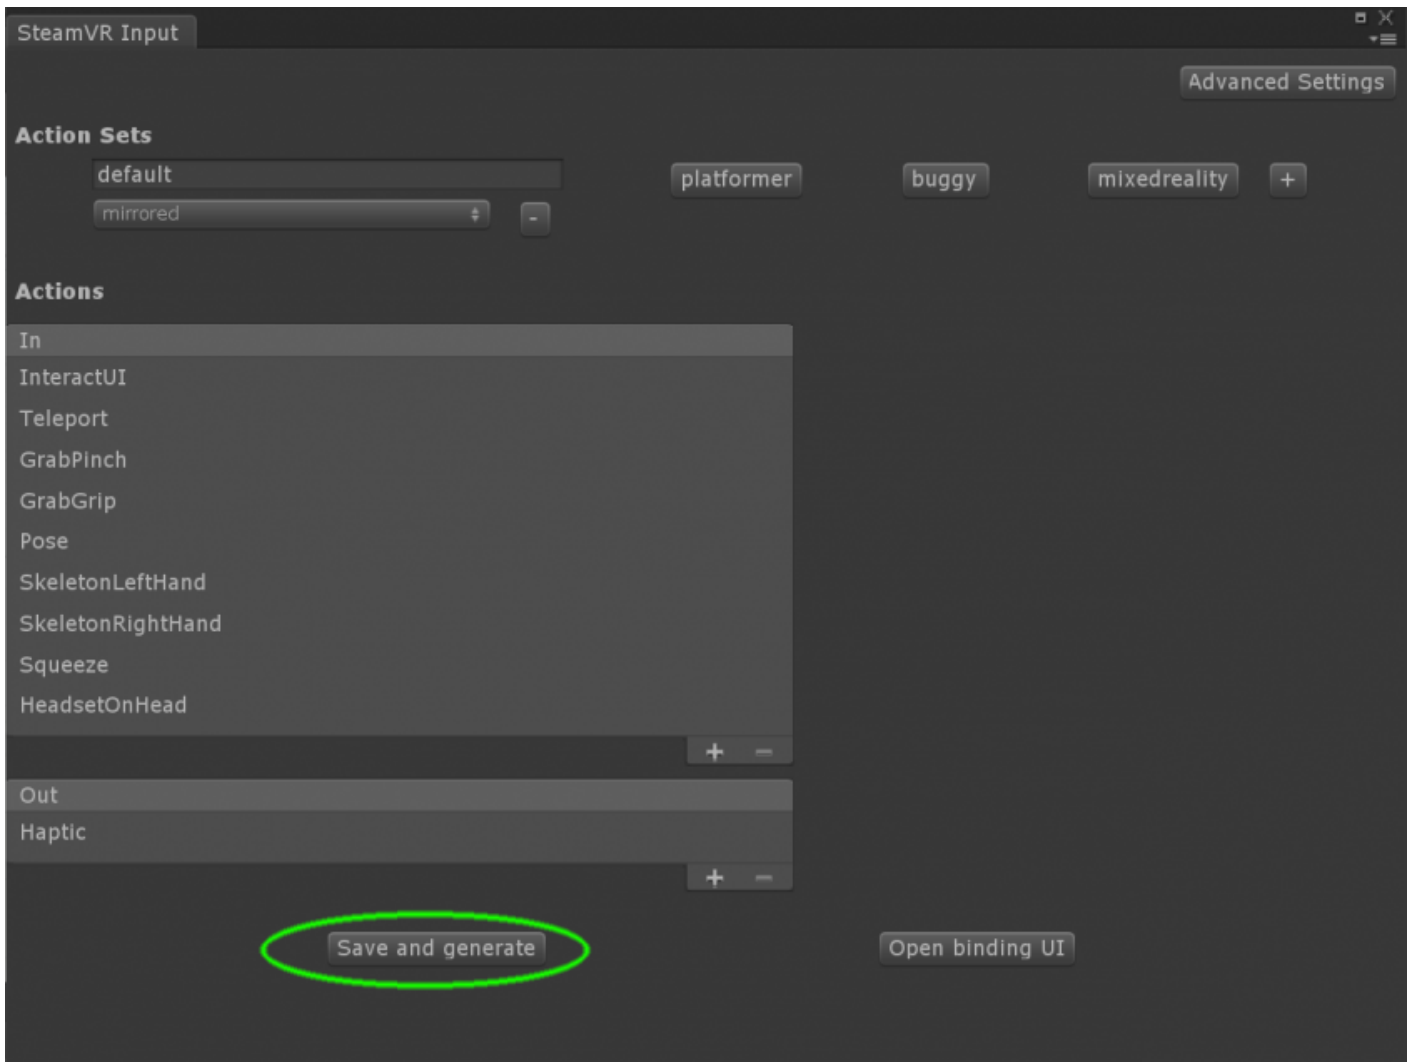 SteamVR Input
Advanced Settings
Action Sets
default
platformer
buggy
mixedreality
+
mirrored
-
Actions
In
InteractUI
Teleport
GrabPinch
GrabGrip
Pose
SkeletonLeftHand
SkeletonRightHand
Squeeze
HeadsetOnHead
+ −
Out
Haptic
+ −
Save and generate
Open binding UI